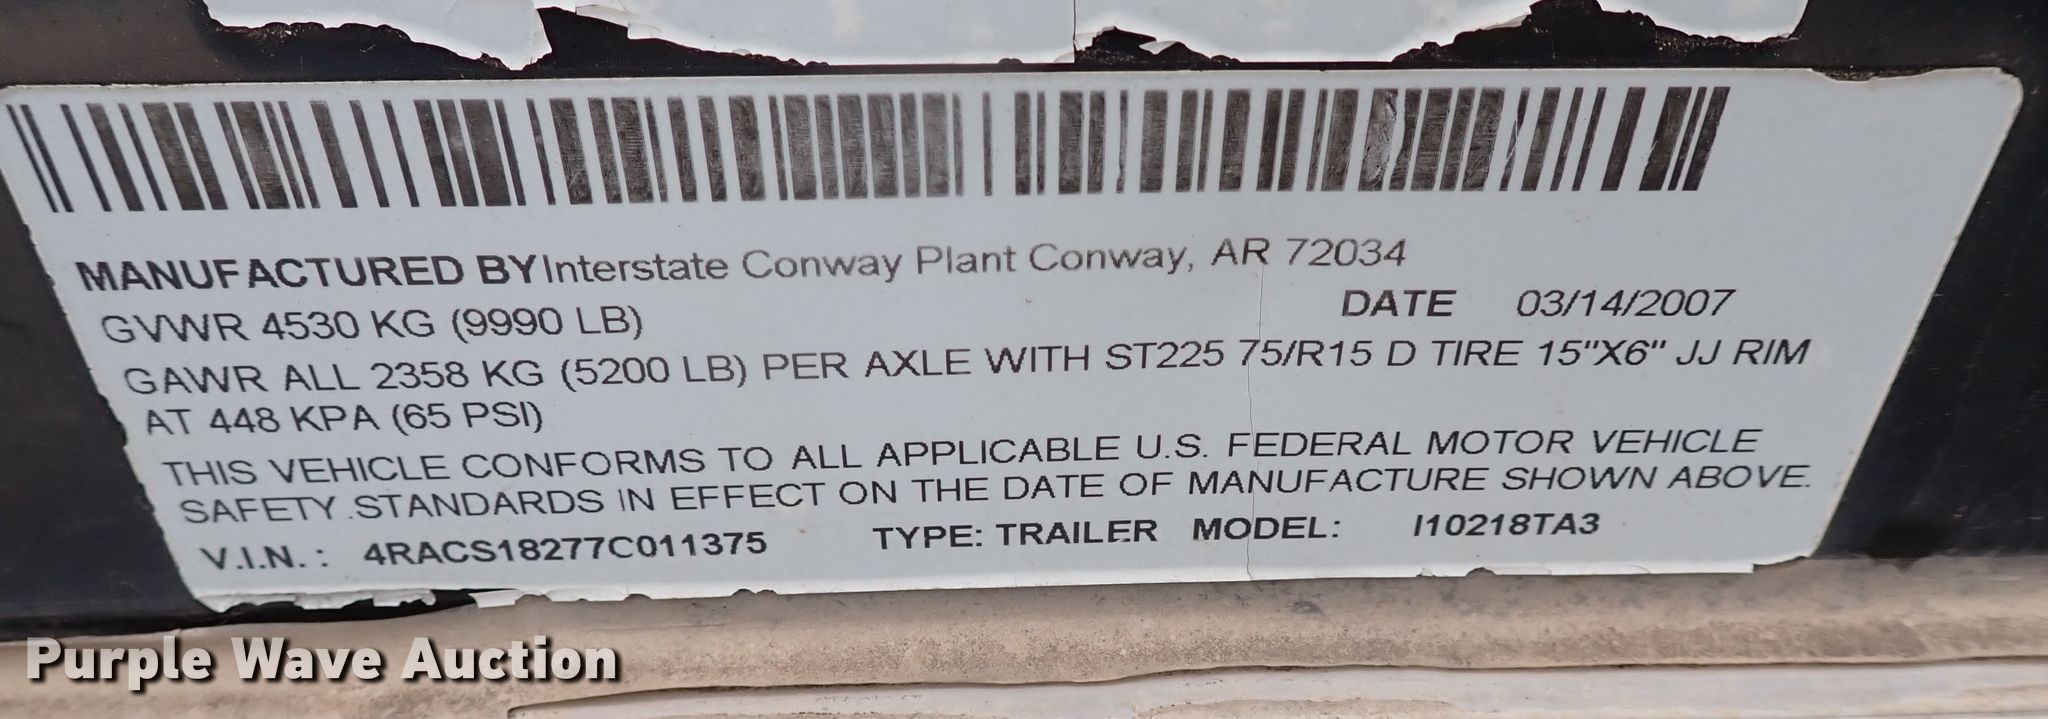 MANUFACTURED BY Interstate Conway Plant Conway, AR 72034
DATE 03/14/2007
GVWR 4530 KG (9990 LB)
GAWR ALL 2358 KG (5200 LB) PER AXLE WITH ST225 75/R15 D TIRE 15"X6" JJ RIM
AT 448 KPA (65 PSI)
THIS VEHICLE CONFORMS TO ALL APPLICABLE U.S. FEDERAL MOTOR VEHICLE
SAFETY STANDARDS IN EFFECT ON THE DATE OF MANUFACTURE SHOWN ABOVE.
V.I.N. : 4RACS18277C011375 TYPE: TRAILER MODEL: I10218TA3
Purple Wave Auction